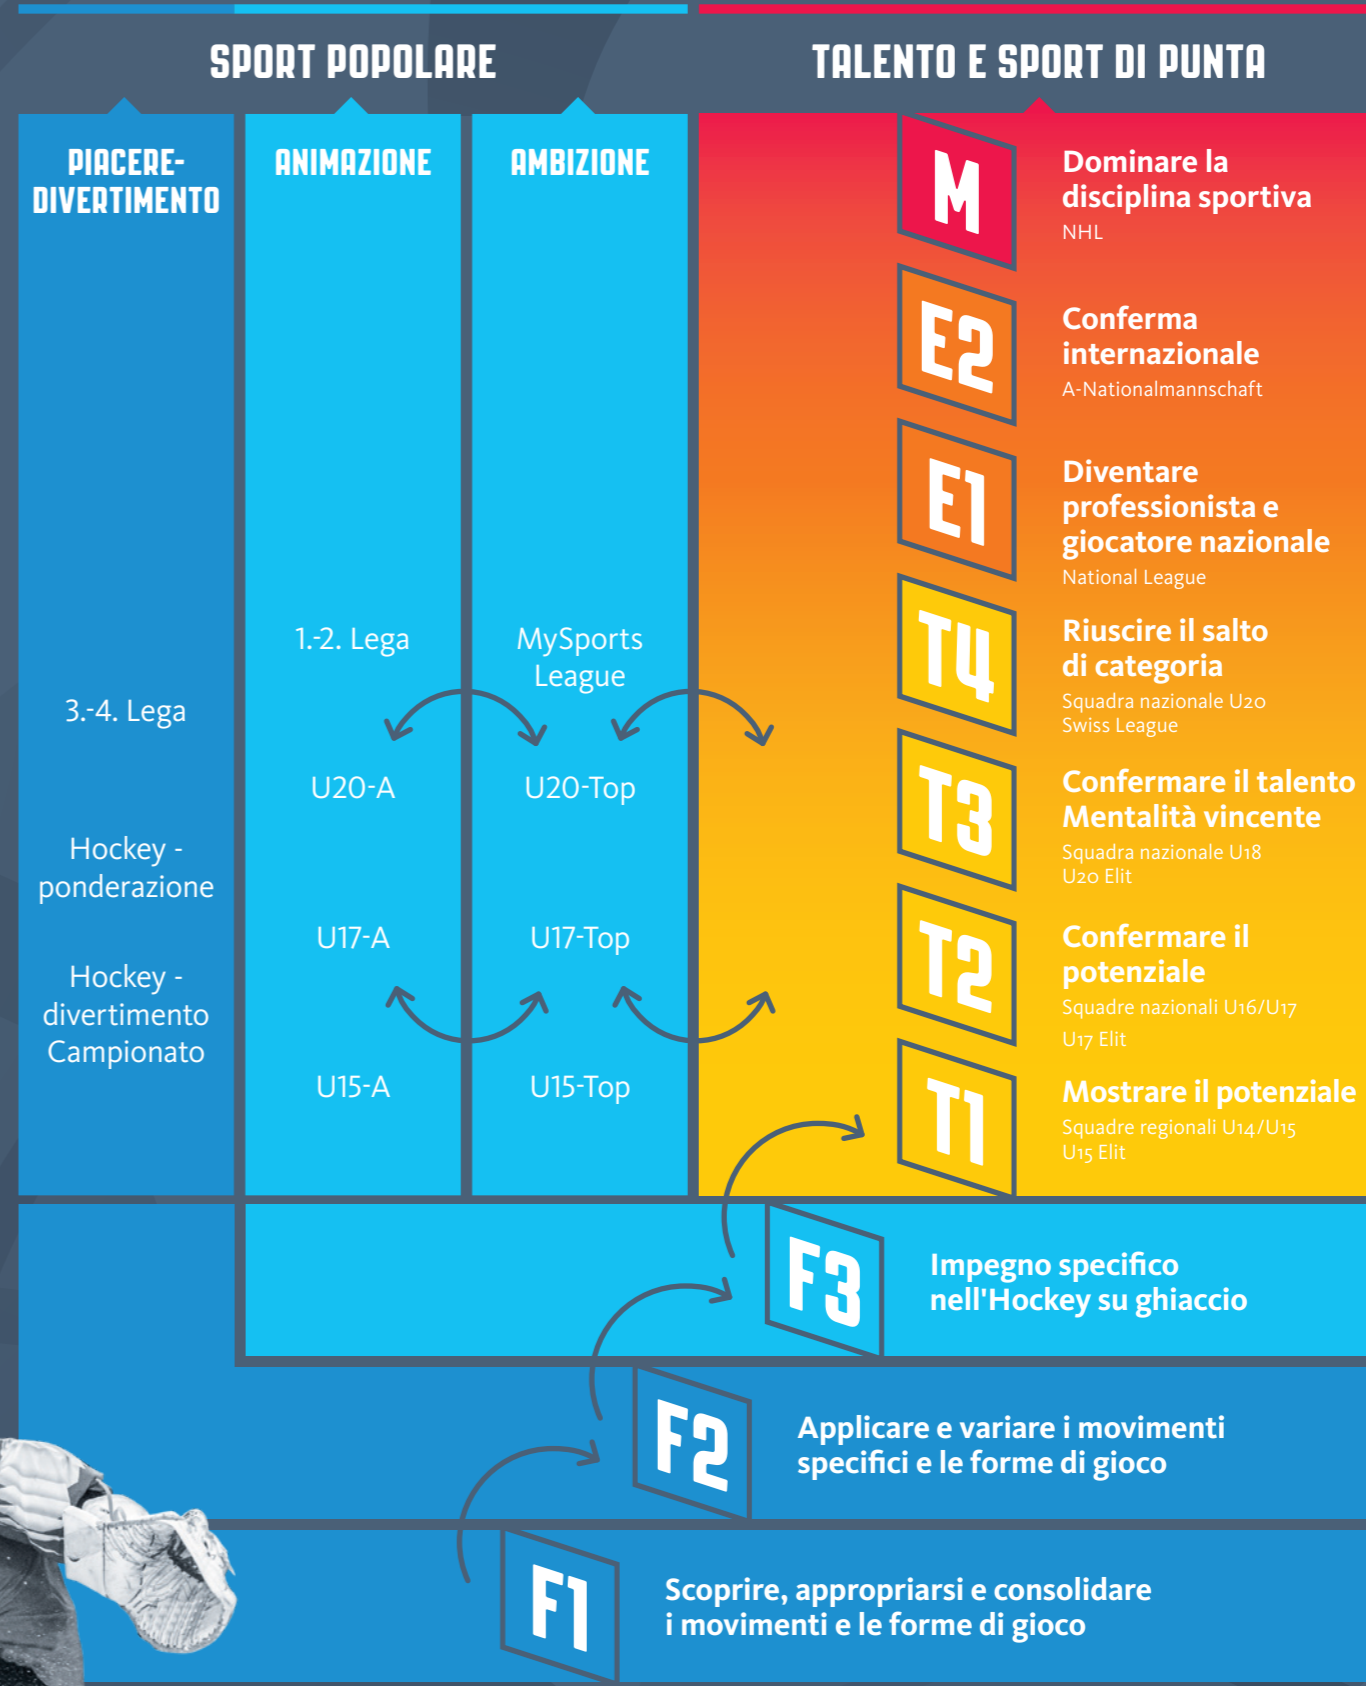 SPORT POPOLARE
TALENTO E SPORT DI PUNTA
PIACERE-
DIVERTIMENTO
3.-4. Lega
Hockey -
ponderazione
Hockey -
divertimento
Campionato
ANIMAZIONE
1.-2. Lega
U20-A
U17-A
U15-A
AMBIZIONE
MySports
League
U20-Top
U17-Top
U15-Top
M
Dominare la
disciplina sportiva
NHL
E2
Conferma
internazionale
A-Nationalmannschaft
E1
Diventare
professionista e
giocatore nazionale
National League
T4
Riuscire il salto
di categoria
Squadra nazionale U20
Swiss League
T3
Confermare il talento
Mentalità vincente
Squadra nazionale U18
U20 Elit
T2
Confermare il
potenziale
Squadre nazionali U16/U17
U17 Elit
T1
Mostrare il potenziale
Squadre regionali U14/U15
U15 Elit
F3
Impegno specifico
nell'Hockey su ghiaccio
F2
Applicare e variare i movimenti
specifici e le forme di gioco
F1
Scoprire, appropriarsi e consolidare
i movimenti e le forme di gioco